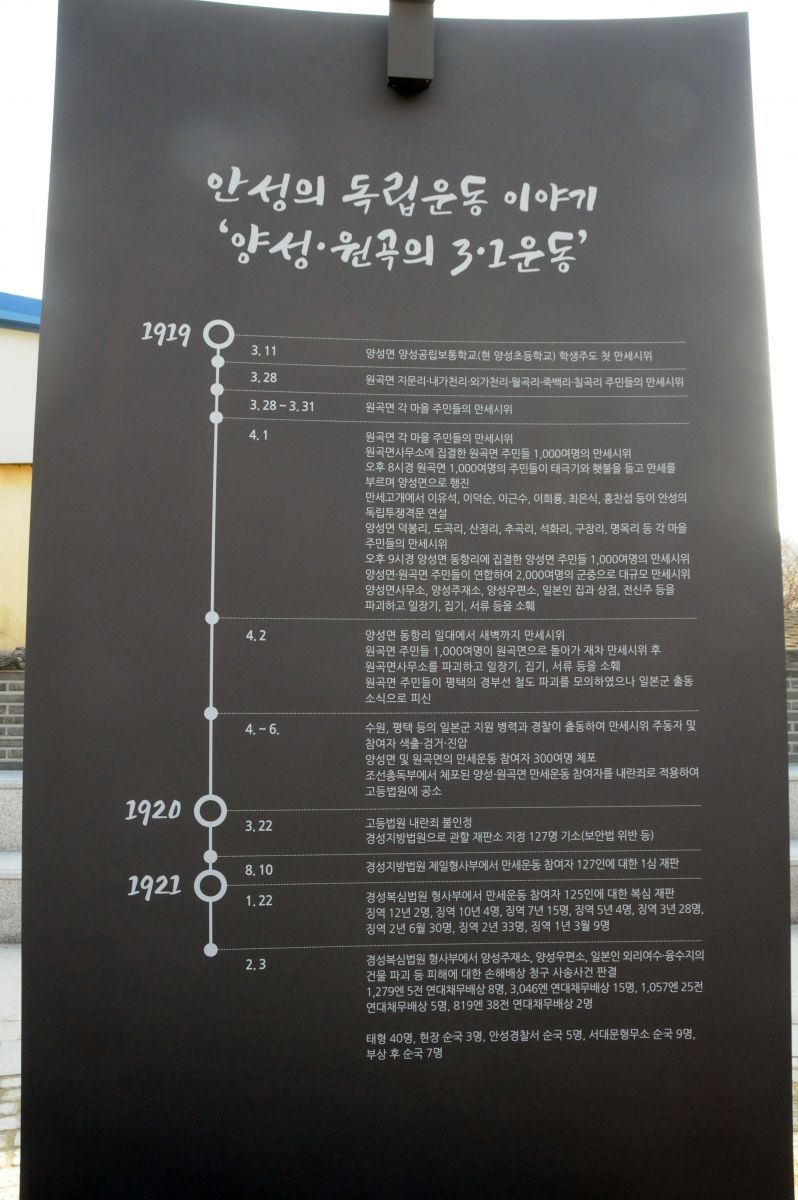 안성의 독립운동 이야기
‘양성·원곡의 3·1운동’
1919
3. 11 양성면 양성공립보통학교(현 양성초등학교) 학생주도 첫 만세시위
3. 28 원곡면 지문리·내가천리·외가천리·월곡리·죽백리·칠곡리 주민들의 만세시위
3. 28 ~ 3. 31 원곡면 각 마을 주민들의 만세시위
4. 1 원곡면 각 마을 주민들의 만세시위
원곡면사무소에 집결한 원곡면 주민들 1,000여명의 만세시위
오후 8시경 원곡면 1,000여명의 주민들이 태극기와 횃불을 들고 만세를
부르며 양성면으로 행진
만세고개에서 이유석, 이덕순, 이근수, 이희룡, 최은식, 홍찬섭 등이 안성의
독립투쟁격문 연설
양성면 덕봉리, 도곡리, 산정리, 추곡리, 석화리, 구장리, 명목리 등 각 마을
주민들의 만세시위
오후 9시경 양성면 동항리에 집결한 양성면 주민들 1,000여명의 만세시위
양성면·원곡면 주민들이 연합하여 2,000여명의 군중으로 대규모 만세시위
양성면사무소, 양성주재소, 양성우편소, 일본인 집과 상점, 전신주 등을
파괴하고 일장기, 집기, 서류 등을 소훼
4. 2 양성면 동항리 일대에서 새벽까지 만세시위
원곡면 주민들 1,000여명이 원곡면으로 돌아가 재차 만세시위 후
원곡면사무소를 파괴하고 일장기, 집기, 서류 등을 소훼
원곡면 주민들이 평택의 경부선 철도 파괴를 모의하였으나 일본군 출동
소식으로 피신
4. ~ 6. 수원, 평택 등의 일본군 지원 병력과 경찰이 출동하여 만세시위 주동자 및
참여자 색출·검거·진압
양성면 및 원곡면의 만세운동 참여자 300여명 체포
조선총독부에서 체포된 양성·원곡면 만세운동 참여자를 내란죄로 적용하여
고등법원에 공소
1920
3. 22 고등법원 내란죄 불인정
경성지방법원으로 관할 재판소 지정 127명 기소(보안법 위반 등)
8. 10 경성지방법원 제일형사부에서 만세운동 참여자 127인에 대한 1심 재판
1921
1. 22 경성복심법원 형사부에서 만세운동 참여자 125인에 대한 복심 재판
징역 12년 2명, 징역 10년 4명, 징역 7년 15명, 징역 5년 4명, 징역 3년 28명,
징역 2년 6월 30명, 징역 2년 33명, 징역 1년 3월 9명
2. 3 경성복심법원 형사부에서 양성주재소, 양성우편소, 일본인 외리여수·융수지의
건물 파괴 등 피해에 대한 손해배상 청구 사송사건 판결
1,279엔 5전 연대채무배상 8명, 3,046엔 연대채무배상 15명, 1,057엔 25전
연대채무배상 5명, 819엔 38전 연대채무배상 2명
태형 40명, 현장 순국 3명, 안성경찰서 순국 5명, 서대문형무소 순국 9명,
부상 후 순국 7명